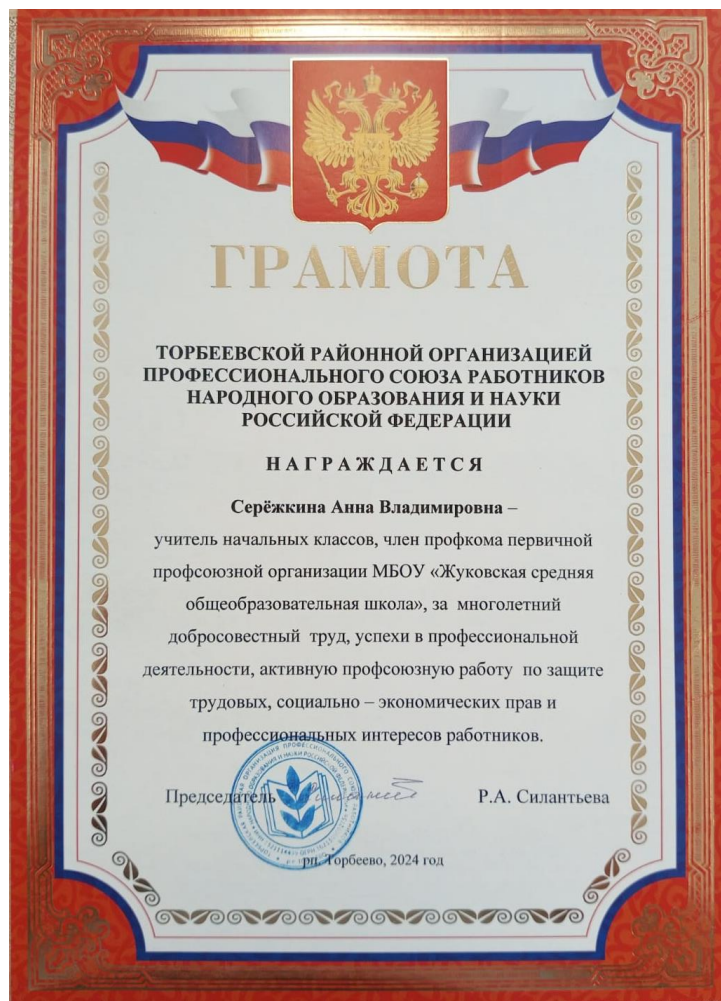 ГРАМОТА
ТОРБЕЕВСКОЙ РАЙОННОЙ ОРГАНИЗАЦИЕЙ
ПРОФЕССИОНАЛЬНОГО СОЮЗА РАБОТНИКОВ
НАРОДНОГО ОБРАЗОВАНИЯ И НАУКИ
РОССИЙСКОЙ ФЕДЕРАЦИИ
НАГРАЖДАЕТСЯ
Серёжкина Анна Владимировна –
учитель начальных классов, член профкома первичной
профсоюзной организации МБОУ «Жуковская средняя
общеобразовательная школа», за многолетний
добросовестный труд, успехи в профессиональной
деятельности, активную профсоюзную работу по защите
трудовых, социально – экономических прав и
профессиональных интересов работников.
Председатель Р.А. Силантьева
рп. Торбеево, 2024 год